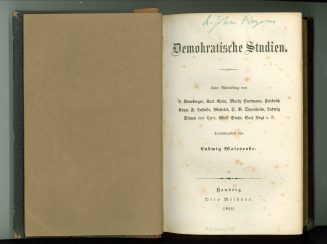 Demokratische Studien.
Unter Mitwirkung von
L. Bamberger, Karl Grün, Moritz Hartmann, Friedrich
Kapp, F. Lassalle, Michelet, H. B. Oppenheim, Ludwig
Simon aus Trier, Adolf Stahr, Carl Vogt u. A.
herausgegeben von
Ludwig Walesrode.
Hamburg.
Otto Meißner.
1860.